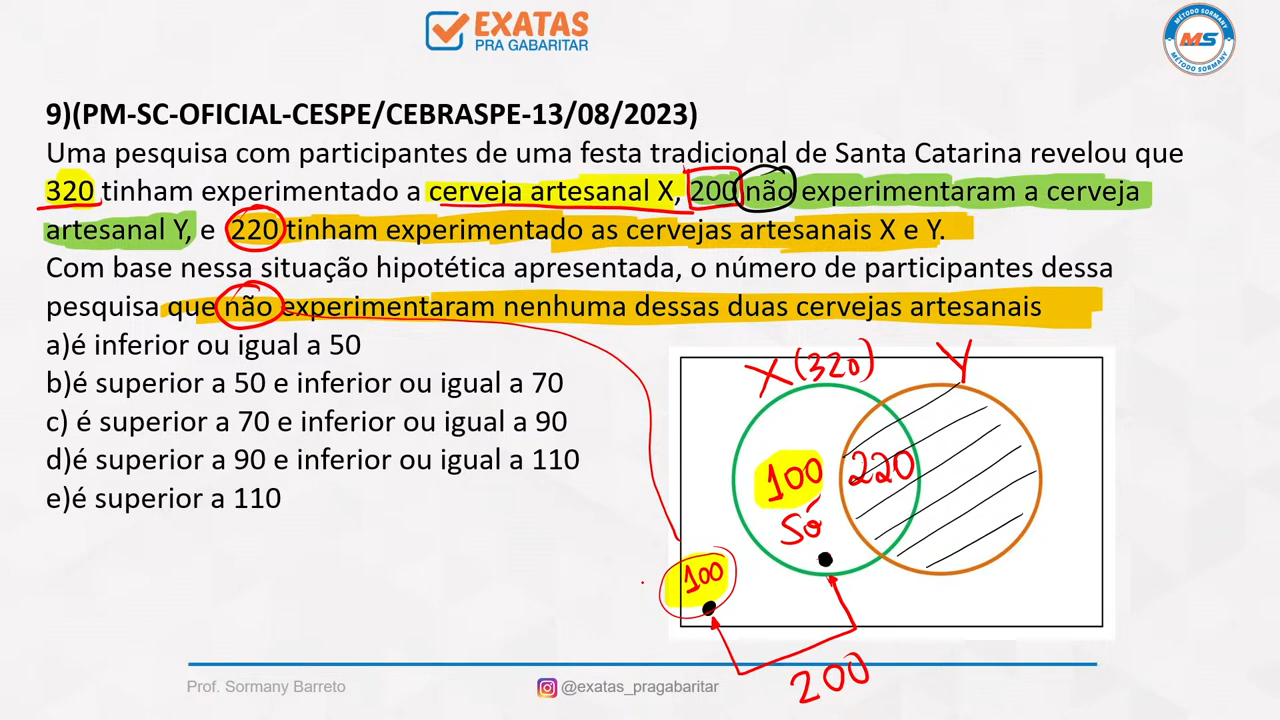 EXATAS
PRA GABARITAR
MÉTODO SORMANY
MS
MÉTODO SORMANY
9)(PM-SC-OFICIAL-CESPE/CEBRASPE-13/08/2023)
Uma pesquisa com participantes de uma festa tradicional de Santa Catarina revelou que
320 tinham experimentado a cerveja artesanal X, 200 não experimentaram a cerveja
artesanal Y, e 220 tinham experimentado as cervejas artesanais X e Y.
Com base nessa situação hipotética apresentada, o número de participantes dessa
pesquisa que não experimentaram nenhuma dessas duas cervejas artesanais
a)é inferior ou igual a 50
b)é superior a 50 e inferior ou igual a 70
c) é superior a 70 e inferior ou igual a 90
d)é superior a 90 e inferior ou igual a 110
e)é superior a 110
X (320) Y
100 220
Só
100
200
Prof. Sormany Barreto
@exatas_pragabaritar